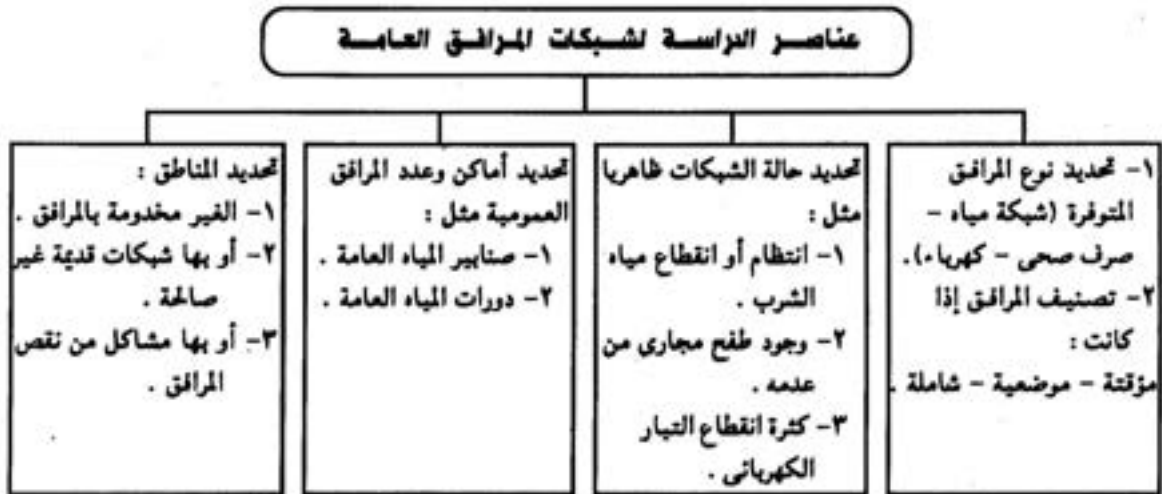 عناصر الدراسة لشبكات المرافق العامة
١- تحديد نوع المرافق
المتوفرة (شبكة مياه -
صرف صحى - كهرباء).
٢- تصنيف المرافق إذا
كانت :
مؤقتة - موضعية - شاملة .
تحديد حالة الشبكات ظاهريا
مثل :
١- انتظام أو انقطاع مياه
الشرب .
٢- وجود طفح مجارى من
عدمه .
٣- كثرة انقطاع التيار
الكهربائى .
تحديد أماكن وعدد المرافق
العمومية مثل :
١- صنابير المياه العامة .
٢- دورات المياه العامة .
تحديد المناطق :
١- الغير مخدومة بالمرافق .
٢- أو بها شبكات قديمة غير
صالحة .
٣- أو بها مشاكل من نقص
المرافق .